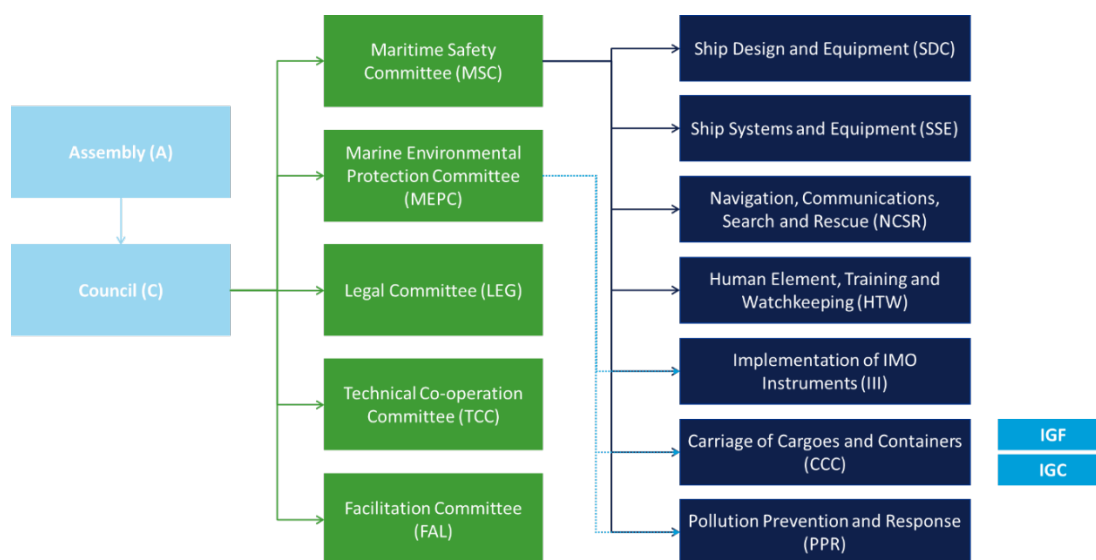 Assembly (A)
Council (C)
Maritime Safety
Committee (MSC)
Marine Environmental
Protection Committee
(MEPC)
Legal Committee (LEG)
Technical Co-operation
Committee (TCC)
Facilitation Committee
(FAL)
Ship Design and Equipment (SDC)
Ship Systems and Equipment (SSE)
Navigation, Communications,
Search and Rescue (NCSR)
Human Element, Training and
Watchkeeping (HTW)
Implementation of IMO
Instruments (III)
Carriage of Cargoes and Containers
(CCC)
Pollution Prevention and Response
(PPR)
IGF
IGC